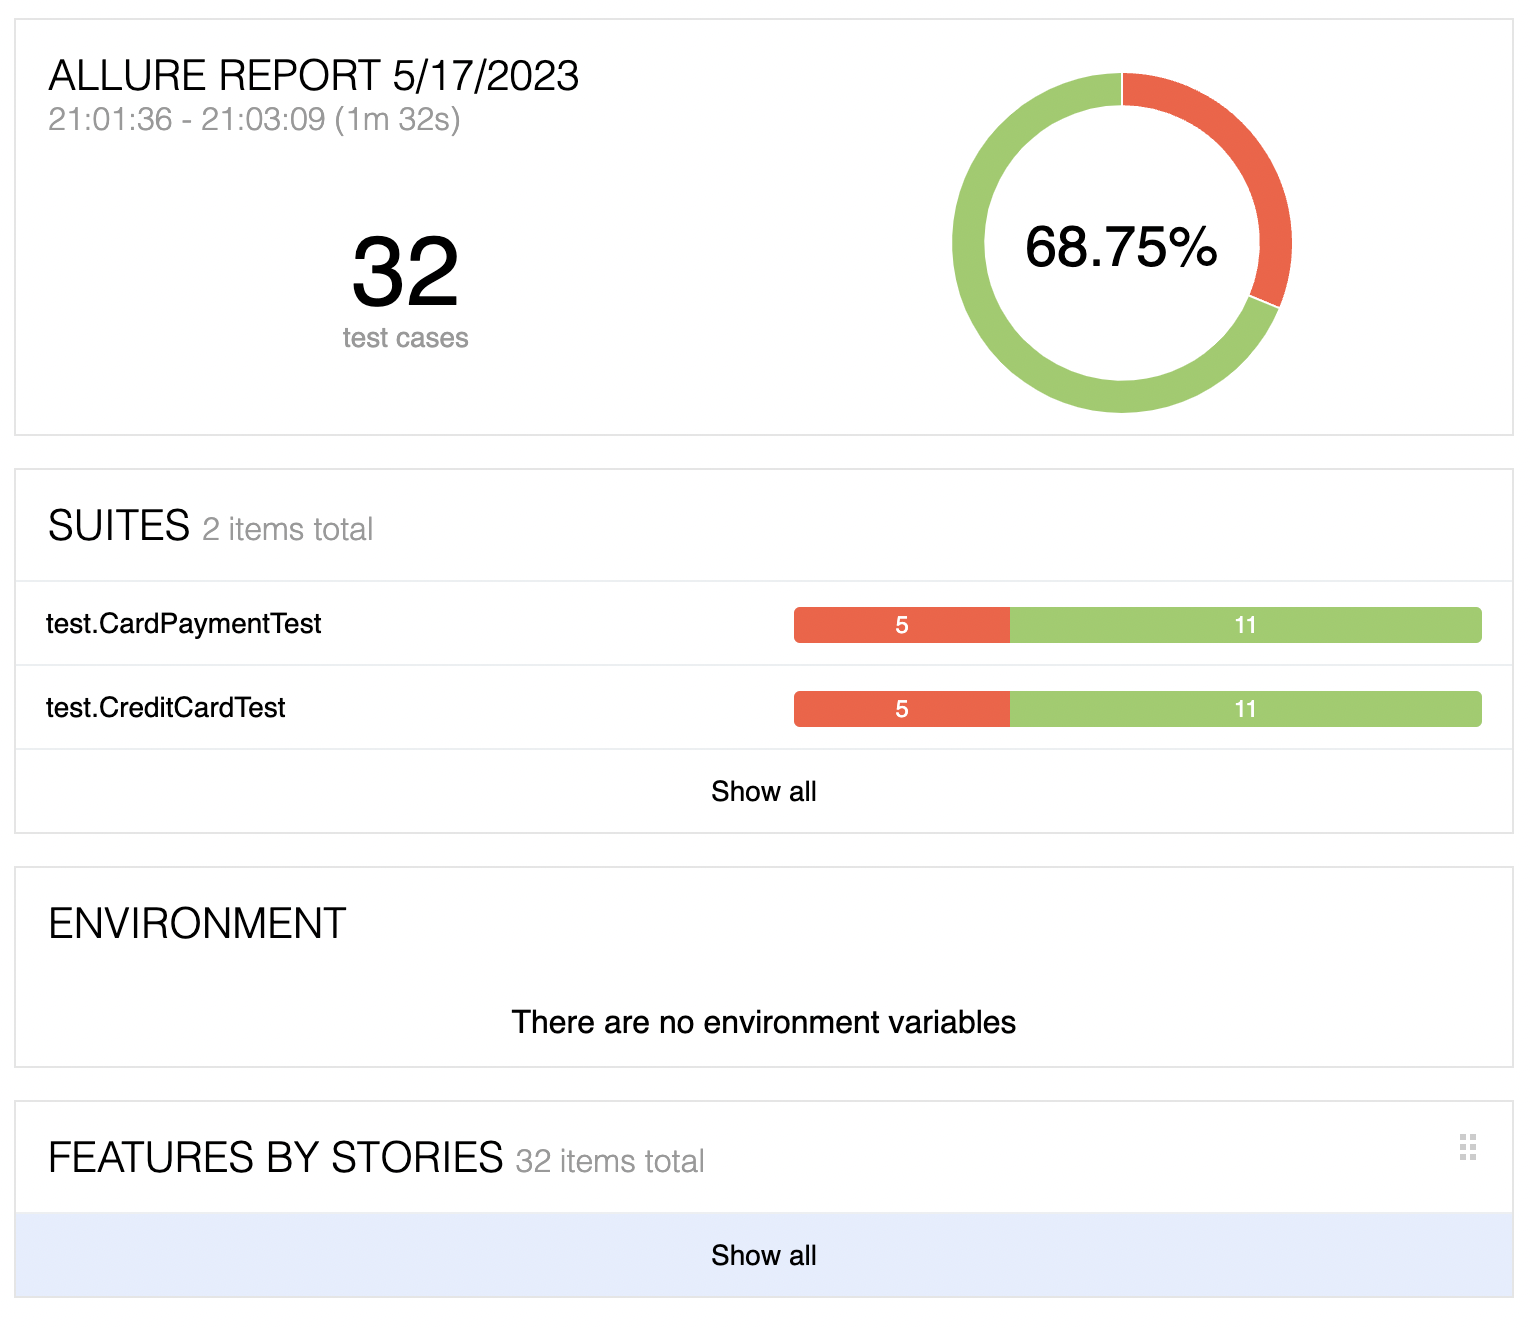 ALLURE REPORT 5/17/2023
21:01:36 - 21:03:09 (1m 32s)
32
test cases
68.75%
SUITES 2 items total
test.CardPaymentTest 5 11
test.CreditCardTest 5 11
Show all
ENVIRONMENT
There are no environment variables
FEATURES BY STORIES 32 items total
Show all